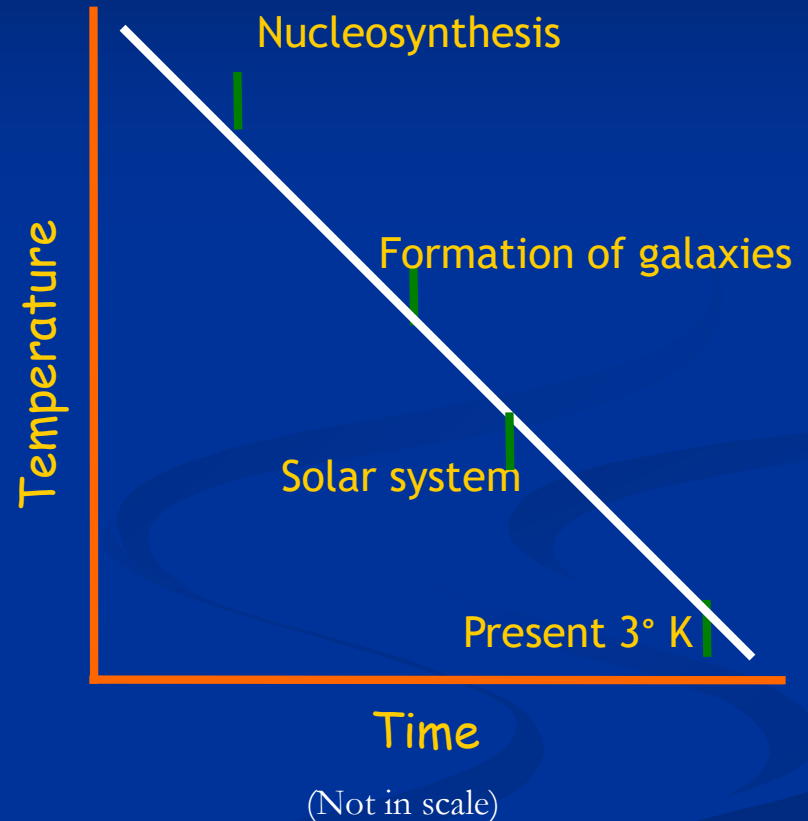 Nucleosynthesis
Formation of galaxies
Temperature
Solar system
Present 3° K
Time
(Not in scale)